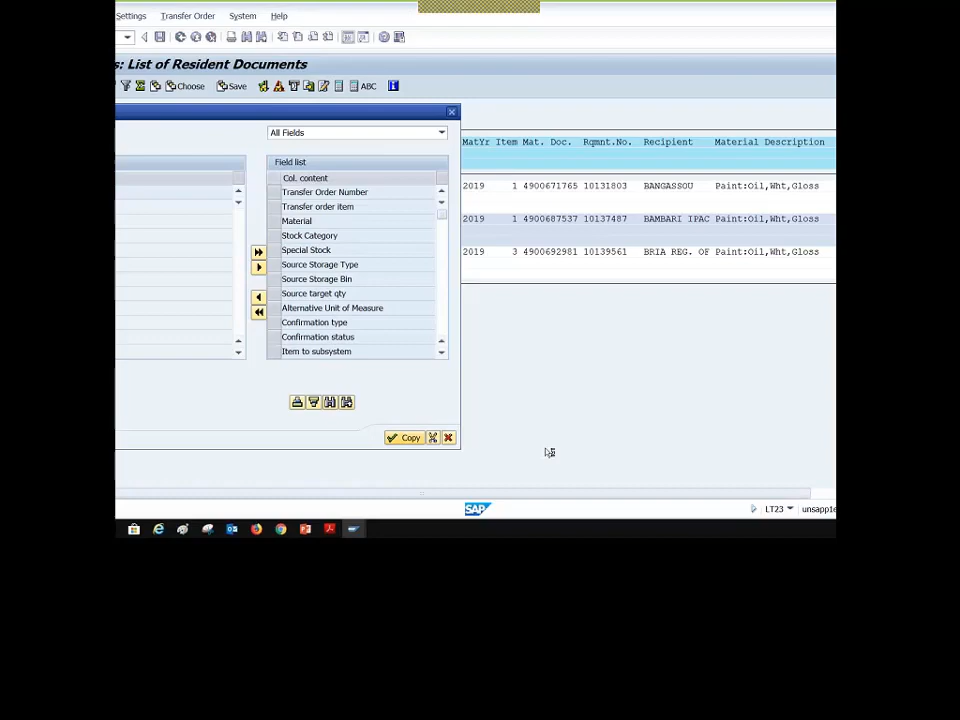 Settings Transfer Order System Help
s: List of Resident Documents
Choose Save ABC
All Fields
MatYr Item Mat. Doc. Rqmnt.No. Recipient Material Description
Field list
Col. content
2019 1 4900671765 10131803 BANGASSOU Paint:Oil,Wht,Gloss
Transfer Order Number
Transfer order item
2019 1 4900687537 10137487 BAMBARI IPAC Paint:Oil,Wht,Gloss
Material
Stock Category
2019 3 4900692981 10139561 BRIA REG. OF Paint:Oil,Wht,Gloss
Special Stock
Source Storage Type
Source Storage Bin
Source target qty
Alternative Unit of Measure
Confirmation type
Confirmation status
Item to subsystem
Copy
SAP LT23 unsapp1e